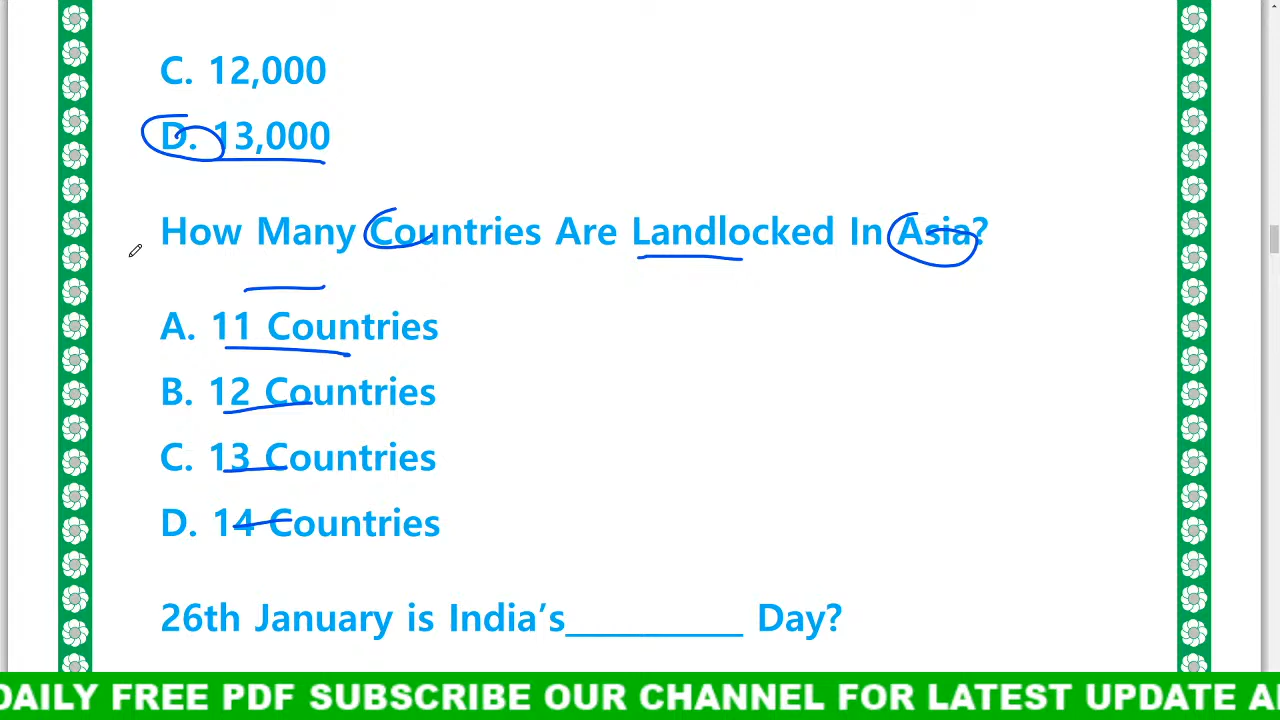 C. 12,000
D. 13,000
How Many Countries Are Landlocked In Asia?
A. 11 Countries
B. 12 Countries
C. 13 Countries
D. 14 Countries
26th January is India’s__________ Day?
DAILY FREE PDF SUBSCRIBE OUR CHANNEL FOR LATEST UPDATE